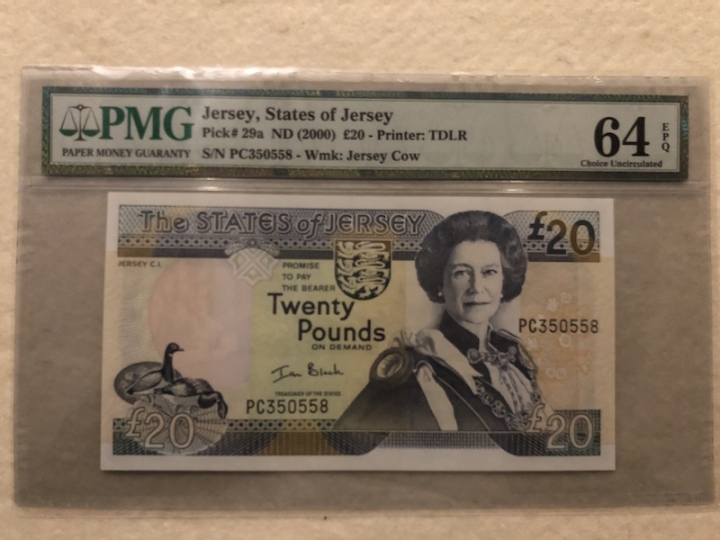 PMG
PAPER MONEY GUARANTY
Jersey, States of Jersey
Pick# 29a ND (2000) £20 - Printer: TDLR
S/N PC350558 - Wmk: Jersey Cow
64 EPQ
Choice Uncirculated
The STATES of JERSEY
£20
JERSEY C.I.
PROMISE
TO PAY
THE BEARER
Twenty
Pounds
ON DEMAND
PC350558
Ian Black
TREASURER OF THE STATES
PC350558
£20
£20